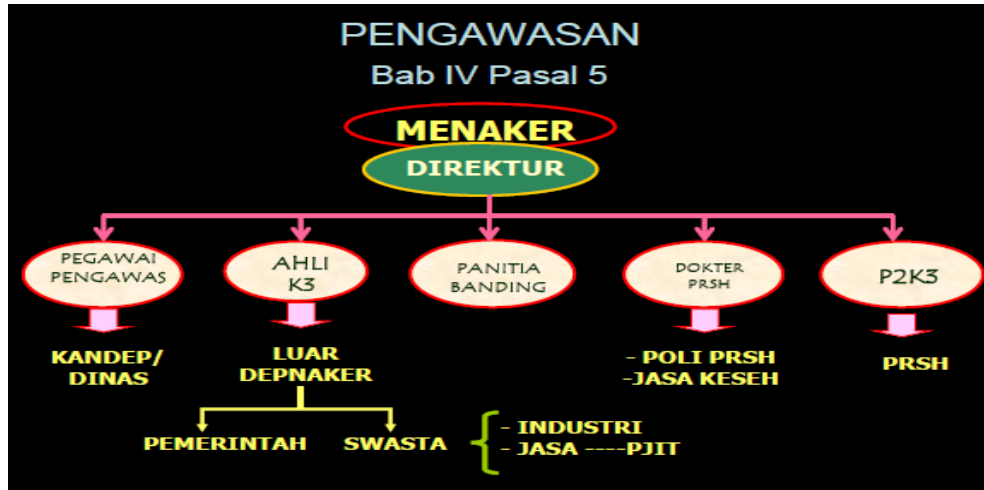 PENGAWASAN
Bab IV Pasal 5
MENAKER
DIREKTUR
PEGAWAI
PENGAWAS
AHLI
K3
PANITIA
BANDING
DOKTER
PRSH
P2K3
KANDEP/
DINAS
LUAR
DEPNAKER
- POLI PRSH
-JASA KESEH
PRSH
PEMERINTAH
SWASTA
- INDUSTRI
- JASA ----PJIT